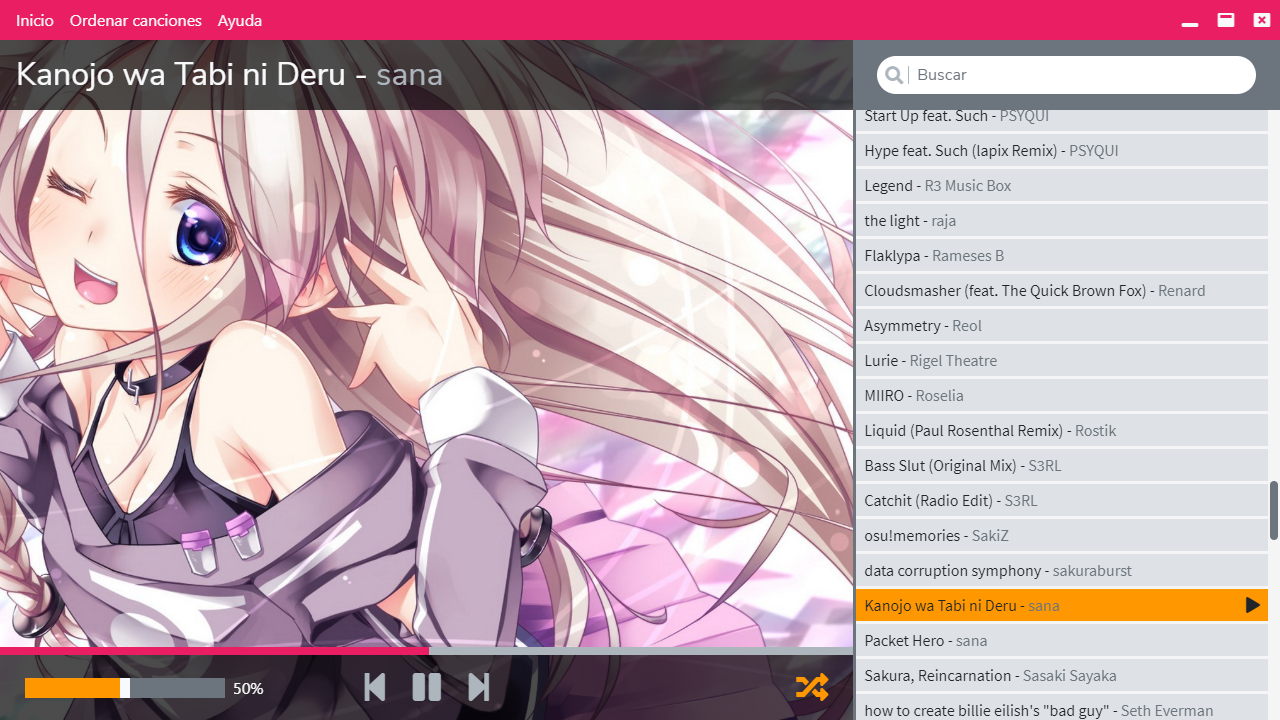 Inicio Ordenar canciones Ayuda
Kanojo wa Tabi ni Deru - sana
Buscar
Start Up feat. Such - PSYQUI
Hype feat. Such (lapix Remix) - PSYQUI
Legend - R3 Music Box
the light - raja
Flaklypa - Rameses B
Cloudsmasher (feat. The Quick Brown Fox) - Renard
Asymmetry - Reol
Lurie - Rigel Theatre
MIIRO - Roselia
Liquid (Paul Rosenthal Remix) - Rostik
Bass Slut (Original Mix) - S3RL
Catchit (Radio Edit) - S3RL
osu!memories - SakiZ
data corruption symphony - sakuraburst
Kanojo wa Tabi ni Deru - sana
Packet Hero - sana
Sakura, Reincarnation - Sasaki Sayaka
how to create billie eilish's "bad guy" - Seth Everman
50%